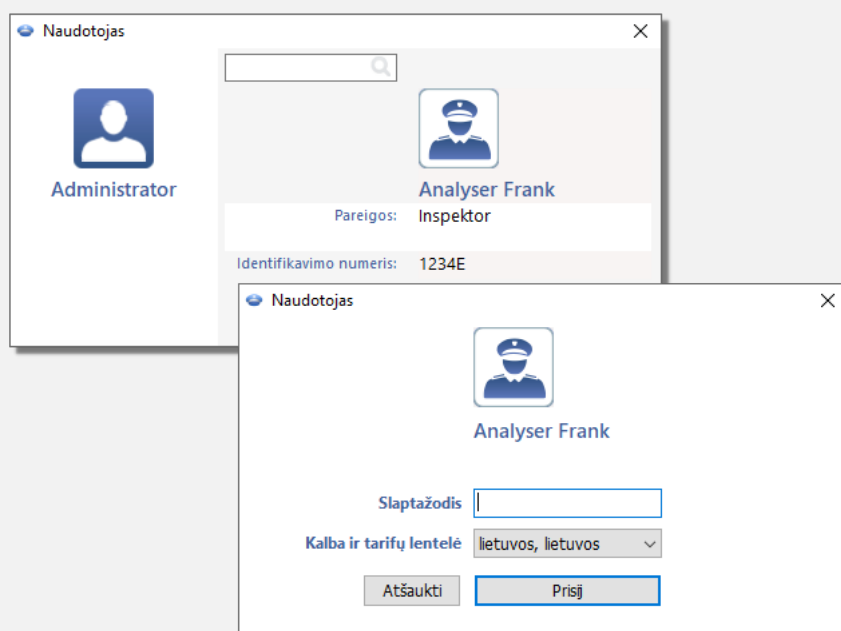 Naudotojas
Administrator
Analyser Frank
Pareigos: Inspektor
Identifikavimo numeris: 1234E
Naudotojas
Analyser Frank
Slaptažodis
Kalba ir tarifų lentelė lietuvos, lietuvos
Atšaukti Prisij